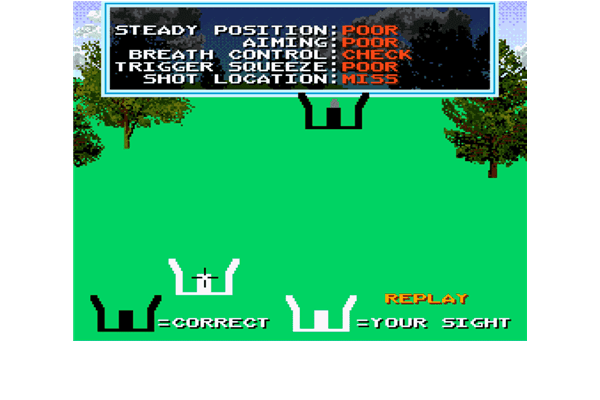 STEADY POSITION:POOR
AIMING:POOR
BREATH CONTROL:CHECK
TRIGGER SQUEEZE:POOR
SHOT LOCATION:MISS
REPLAY
=CORRECT =YOUR SIGHT